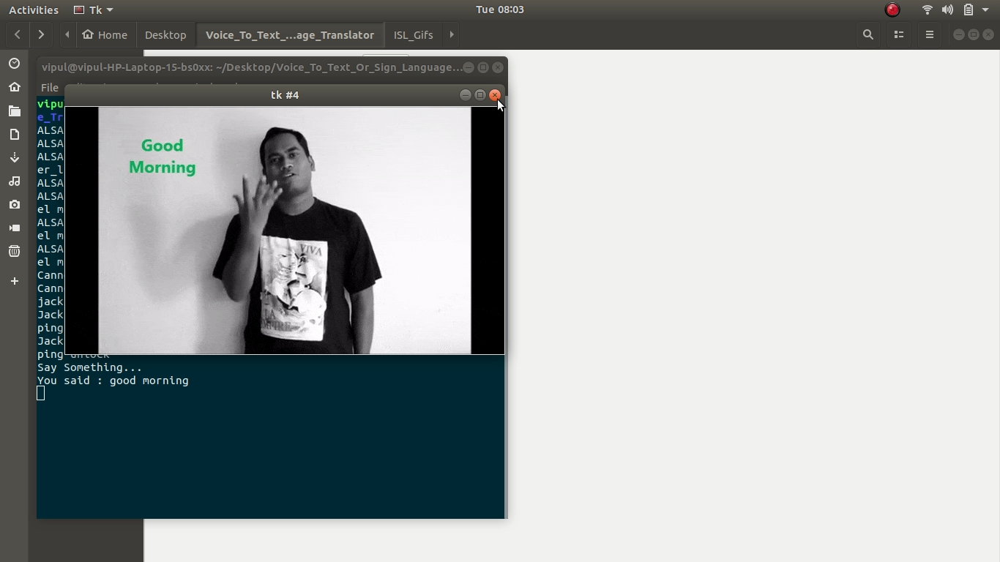 Activities Tk Tue 08:03
Home Desktop Voice_To_Text_...age_Translator ISL_Gifs
vipul@vipul-HP-Laptop-15-bs0xx: ~/Desktop/Voice_To_Text_Or_Sign_Language...
File
tk #4
vipu
e_Tr
ALSA
ALSA
ALSA
er_l
ALSA
ALSA
el m
ALSA
el m
ALSA
el m
Cann
Cann
jack
Jack
ping
Jack
ping unlock
Say Something...
You said : good morning
Good
Morning
VIVA
LA